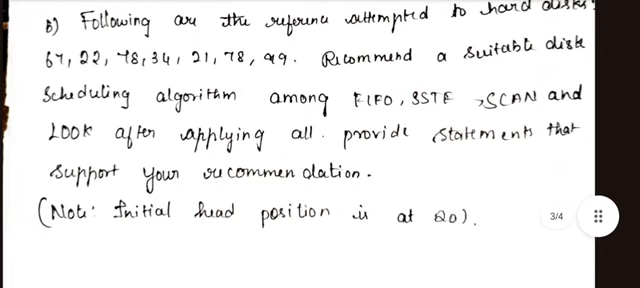 B) Following are the reference attempted to hard disks:
67, 22, 78, 34, 21, 78, 99. Recommend a suitable disk
scheduling algorithm among FIFO, SSTF, SCAN and
LOOK after applying all. provide statements that
support your recommendation.
(Note: Initial head position is at 20).
3/4